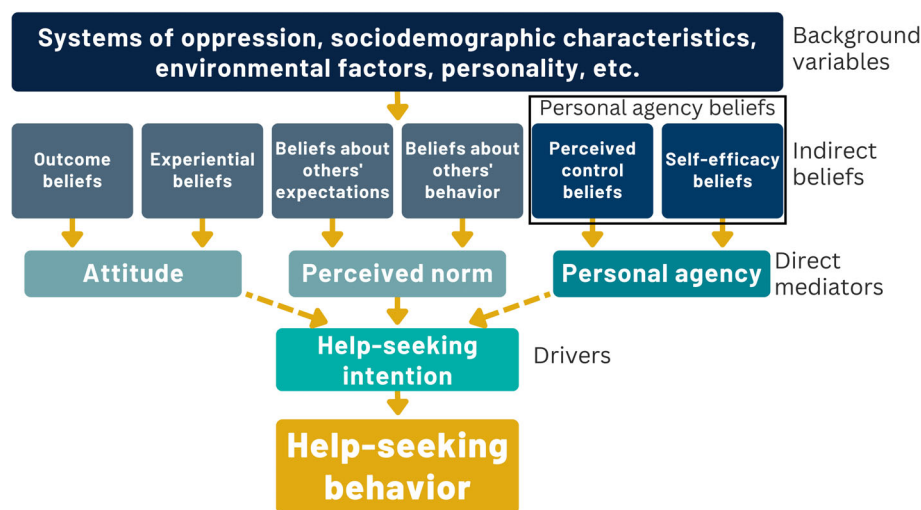 Systems of oppression, sociodemographic characteristics,
environmental factors, personality, etc.
Background
variables
Personal agency beliefs
Outcome
beliefs
Experiential
beliefs
Beliefs about
others'
expectations
Beliefs about
others'
behavior
Perceived
control
beliefs
Self-efficacy
beliefs
Indirect
beliefs
Attitude
Perceived norm
Personal agency
Direct
mediators
Help-seeking
intention
Drivers
Help-seeking
behavior